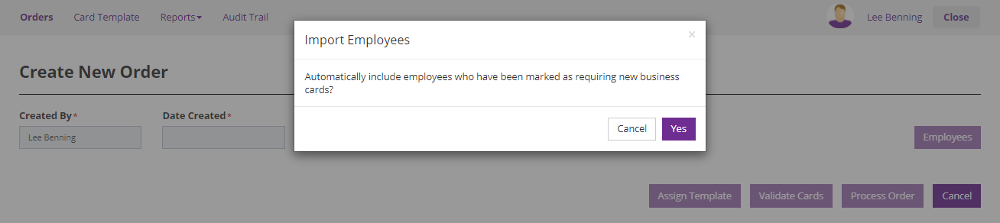 Orders Card Template Reports Audit Trail Lee Benning Close
Import Employees ×
Automatically include employees who have been marked as requiring new business
cards?
Cancel Yes
Create New Order
Created By* Date Created*
Lee Benning
Employees
Assign Template Validate Cards Process Order Cancel